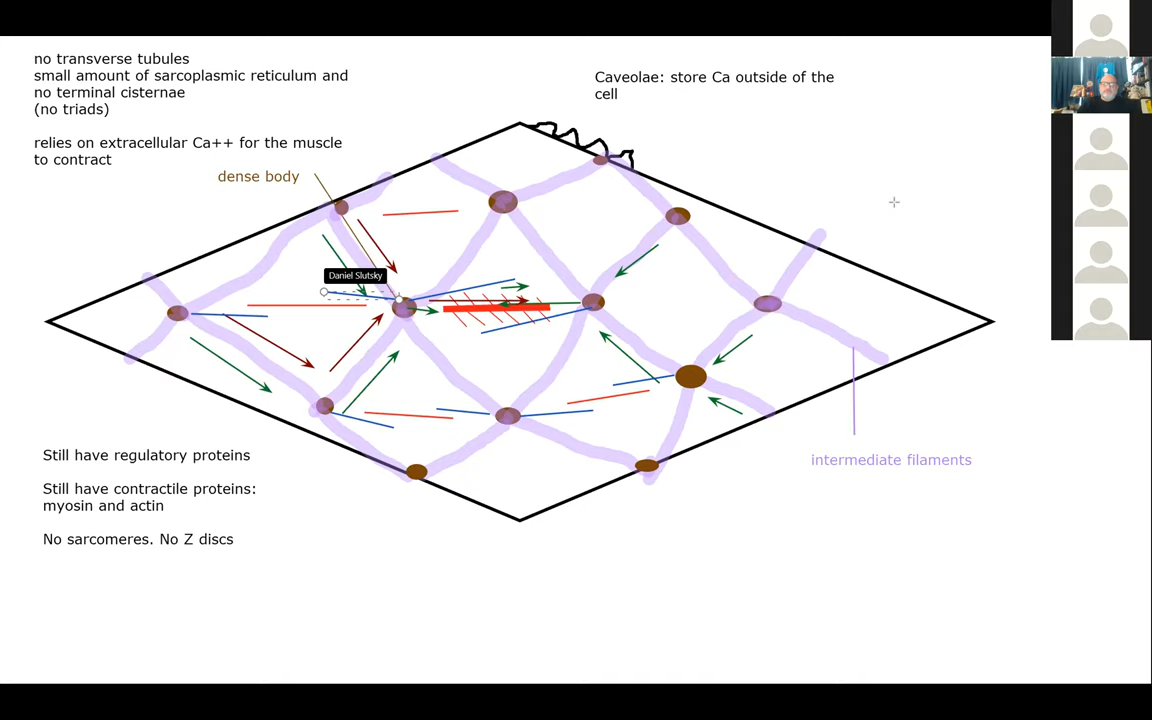 no transverse tubules
small amount of sarcoplasmic reticulum and
no terminal cisternae
(no triads)
relies on extracellular Ca++ for the muscle
to contract
Caveolae: store Ca outside of the
cell
dense body
Daniel Slutsky
intermediate filaments
Still have regulatory proteins
Still have contractile proteins:
myosin and actin
No sarcomeres. No Z discs